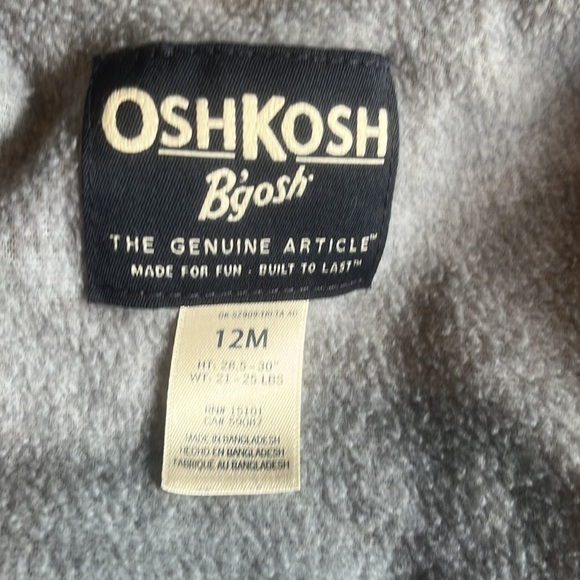 OSHKOSH
B'gosh
THE GENUINE ARTICLE™
MADE FOR FUN · BUILT TO LAST™
12M
HT: 28.5 - 30"
WT: 21 - 25 LBS
RN# 15101
CA# 59087
MADE IN BANGLADESH
HECHO EN BANGLADESH
FABRIQUÉ AU BANGLADESH